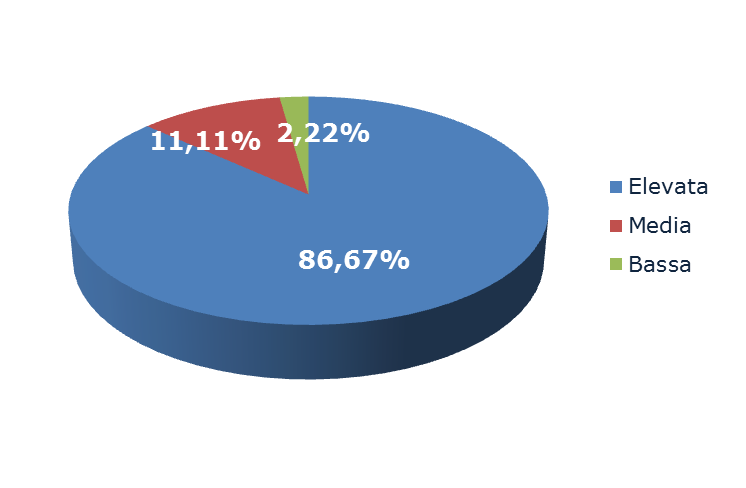 2,22%
11,11%
86,67%
Elevata
Media
Bassa